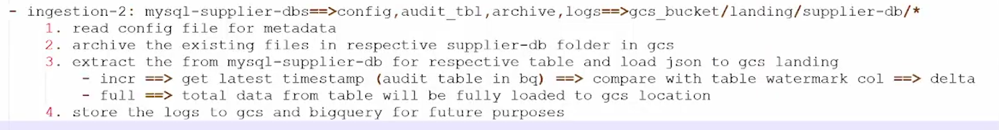 - ingestion-2: mysql-supplier-dbs==>config,audit_tbl,archive,logs==>gcs_bucket/landing/supplier-db/*
1. read config file for metadata
2. archive the existing files in respective supplier-db folder in gcs
3. extract the from mysql-supplier-db for respective table and load json to gcs landing
- incr ==> get latest timestamp (audit table in bq) ==> compare with table watermark col ==> delta
- full ==> total data from table will be fully loaded to gcs location
4. store the logs to gcs and bigquery for future purposes